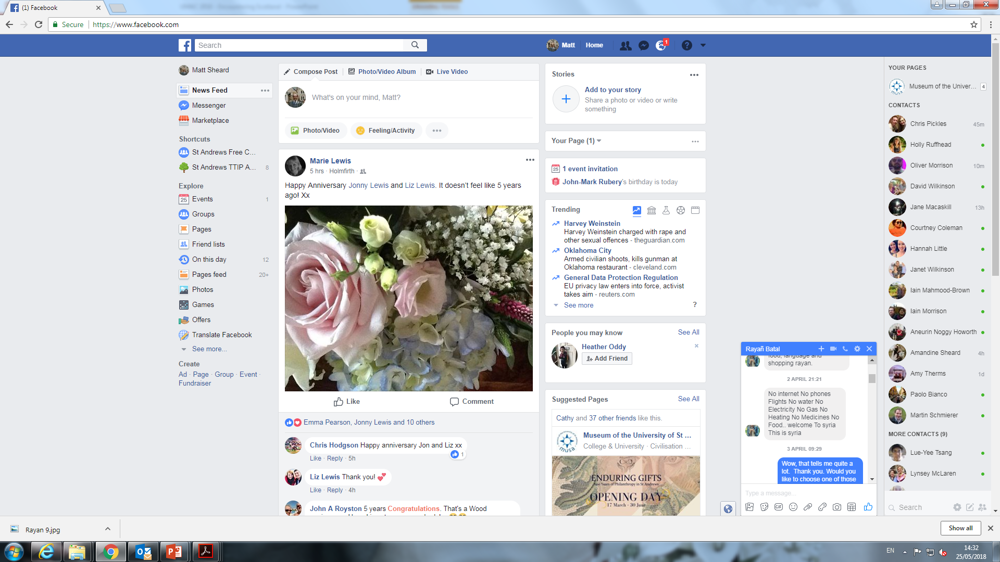 (1) Facebook
Secure
https://www.facebook.com
Search
Matt
Home
1
Matt Sheard
News Feed
Messenger
Marketplace
Shortcuts
St Andrews Free C...
St Andrews TTIP A... 8
Explore
Events 1
Groups
Pages
Friend lists
On this day 12
Pages feed 20+
Photos
Games
Offers
Translate Facebook
See more...
Create
Ad · Page · Group · Event ·
Fundraiser
Compose Post
Photo/Video Album
Live Video
What's on your mind, Matt?
Photo/Video
Feeling/Activity
Marie Lewis
5 hrs · Holmfirth ·
Happy Anniversary Jonny Lewis and Liz Lewis. It doesn't feel like 5 years
ago! Xx
Like
Comment
Emma Pearson, Jonny Lewis and 10 others
Chris Hodgson Happy anniversary Jon and Liz xx
1
Like · Reply · 5h
Liz Lewis Thank you! 💕
Like · Reply · 4h
John A Royston 5 years Congratulations. That's a Wood
Stories
Add to your story
Share a photo or video or write
something
Your Page (1)
25 1 event invitation
John-Mark Rubery's birthday is today
Trending
Harvey Weinstein
Harvey Weinstein charged with rape and
other sexual offences - theguardian.com
Oklahoma City
Armed civilian shoots, kills gunman at
Oklahoma restaurant - cleveland.com
General Data Protection Regulation
EU privacy law enters into force, activist
takes aim - reuters.com
See more
?
People you may know
See All
Heather Oddy
Add Friend
Suggested Pages
See All
Cathy and 37 other friends like this.
musa
Museum of the University of St ...
College & University · Civilisation ...
ENDURING GIFTS
600 Years of Philanthropy in St Andrews
OPENING DAY
17 March - 30 June
Rayañ Batal
food, language and
shopping rayan.
2 APRIL 21:21
No internet No phones
Flights No water No
Electricity No Gas No
Heating No Medicines No
Food.. welcome To syria
This is syria
3 APRIL 09:29
Wow, that tells me quite a
lot. Thank you. Would you
like to choose one of those
Type a message...
GIF
YOUR PAGES
musa
Museum of the Univer... 4
CONTACTS
Chris Pickles 45m
Holly Ruffhead
Oliver Morrison 10m
David Wilkinson
Jane Macaskill 13h
Courtney Coleman
Hannah Little
Janet Wilkinson
Iain Mahmood-Brown
Iain Morrison
Aneurin Noggy Howorth
Amandine Sheard 4h
Amy Therms 1d
Paolo Bianco
Martin Schmierer
MORE CONTACTS (9)
Lue-Yee Tsang
Lynsey McLaren
Search
Rayan 9.jpg
Show all
EN
14:32
25/05/2018